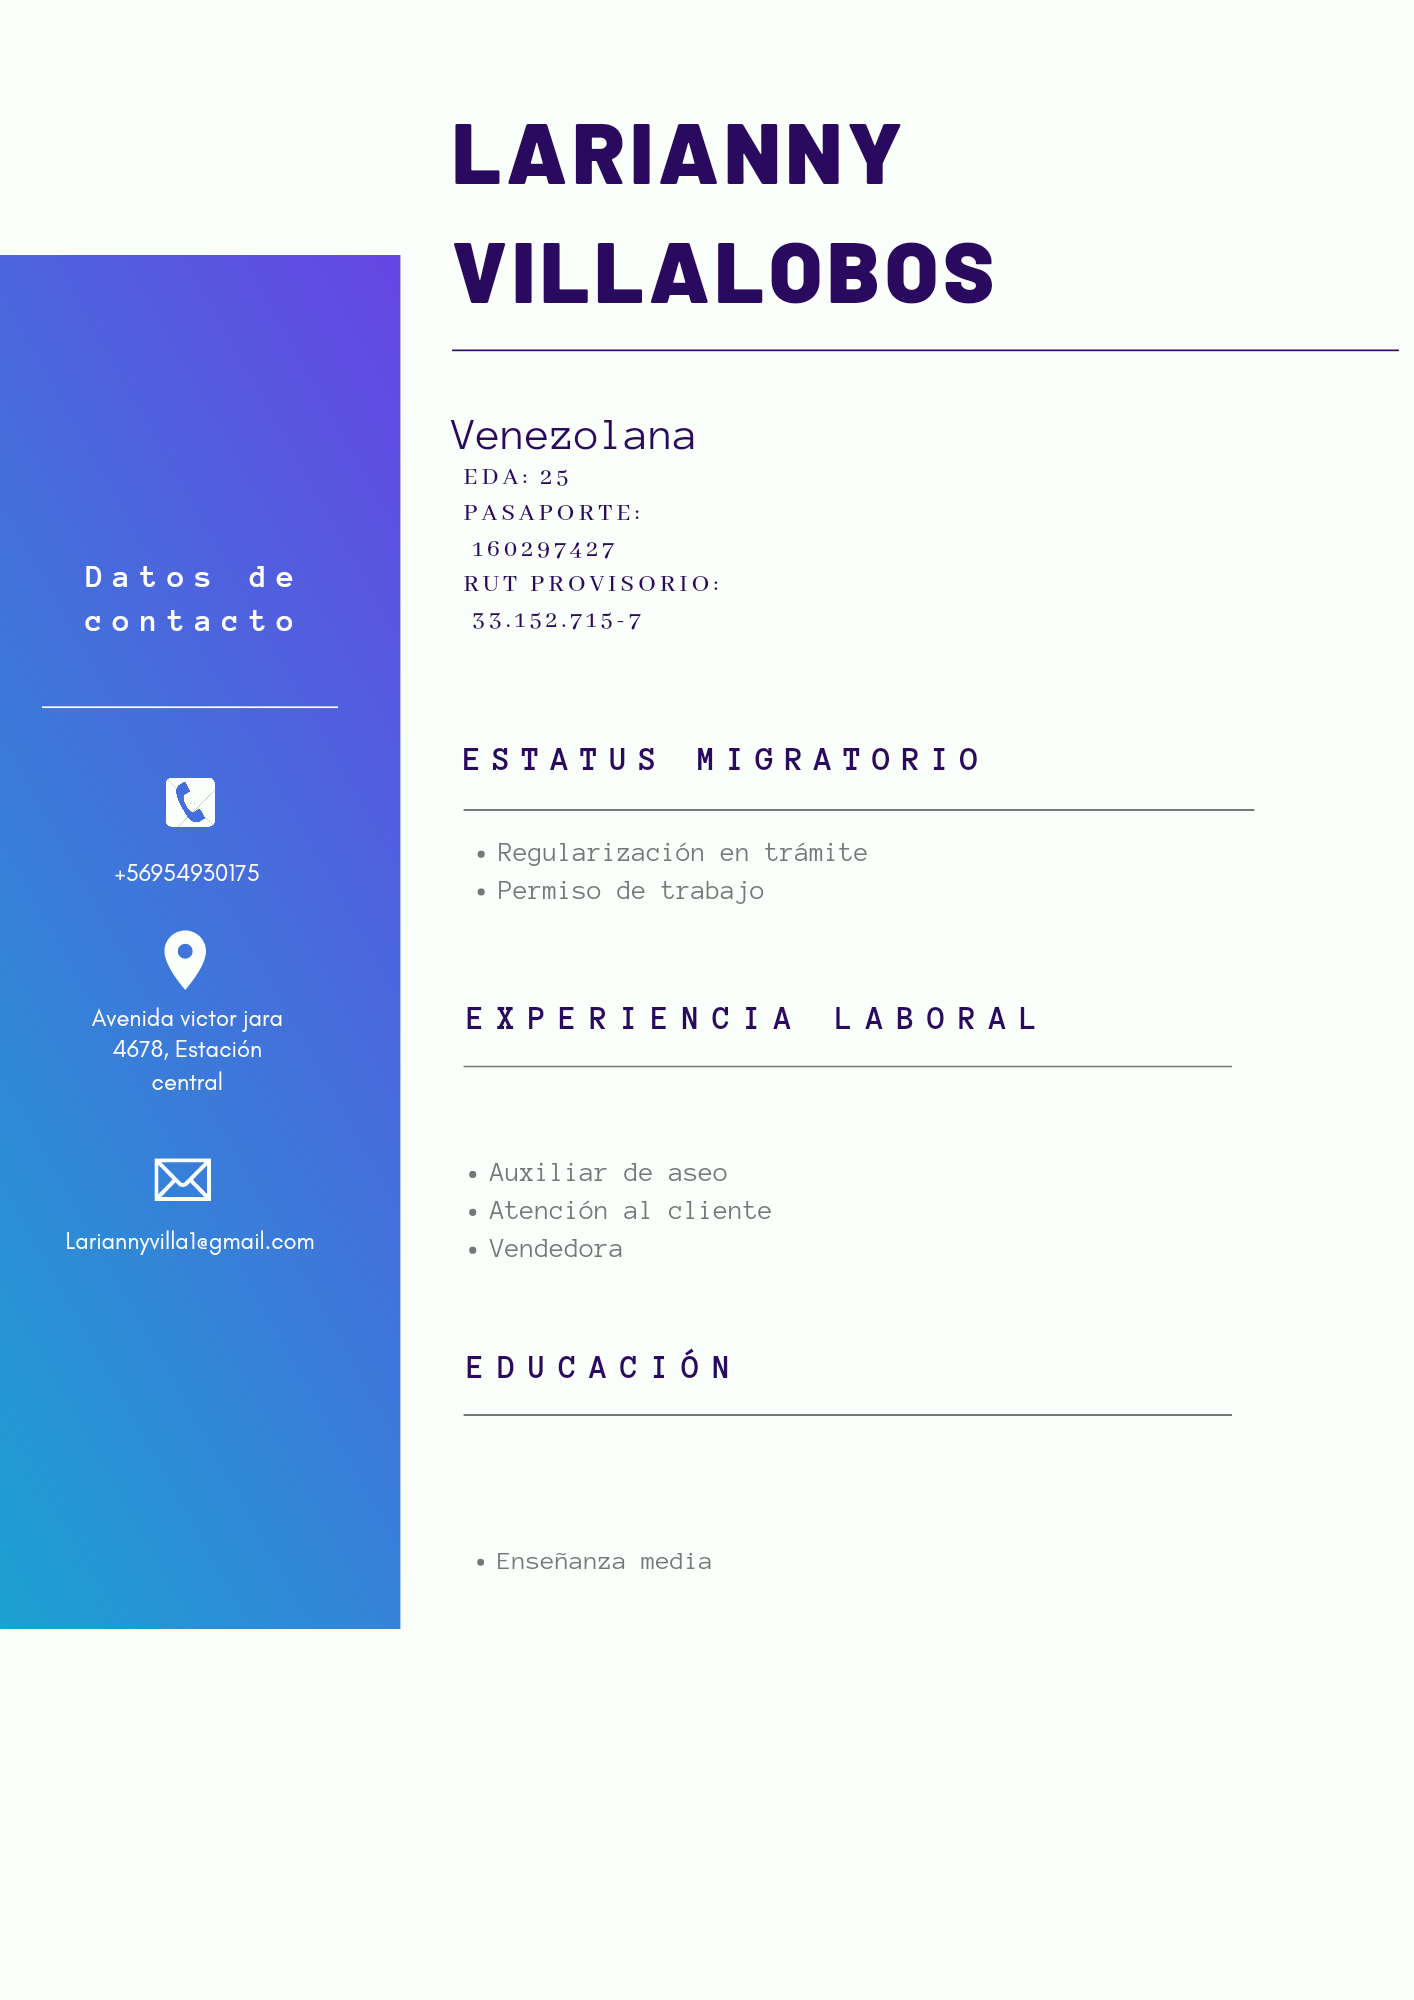 LARIANNY
VILLALOBOS
Venezolana
EDA: 25
PASAPORTE:
160297427
RUT PROVISORIO:
33.152.715-7
Datos de
contacto
+56954930175
Avenida victor jara
4678, Estación
central
Lariannyvilla1@gmail.com
ESTATUS MIGRATORIO
• Regularización en trámite
• Permiso de trabajo
EXPERIENCIA LABORAL
• Auxiliar de aseo
• Atención al cliente
• Vendedora
EDUCACIÓN
• Enseñanza media